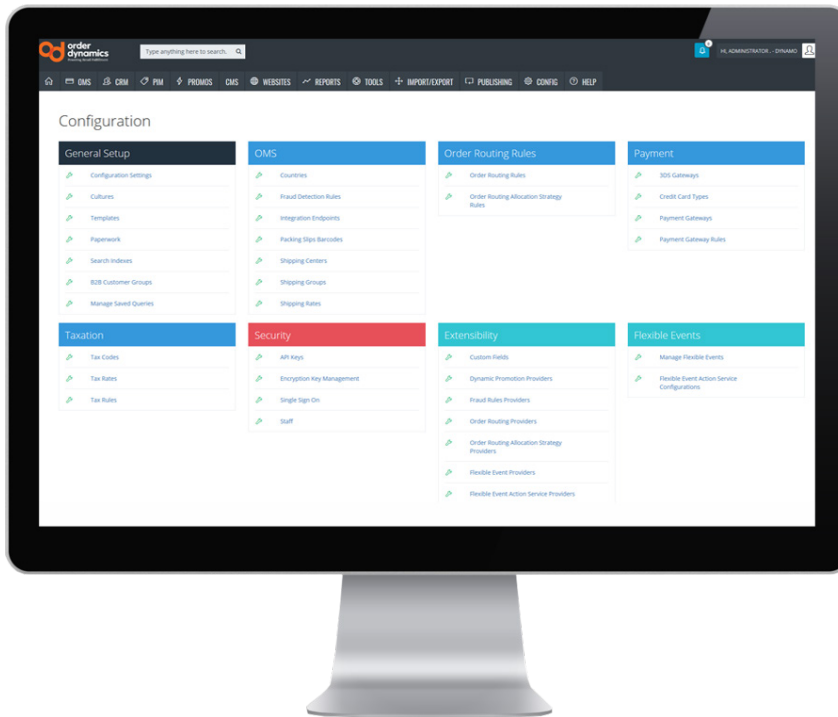 order
dynamics
Type anything here to search.
HI, ADMINISTRATOR , - DYNAMO
OMS
CRM
PIM
PROMOS
CMS
WEBSITES
REPORTS
TOOLS
IMPORT/EXPORT
PUBLISHING
CONFIG
HELP
Configuration
General Setup
Configuration Settings
Cultures
Templates
Paperwork
Search Indexes
B2B Customer Groups
Manage Saved Queries
OMS
Countries
Fraud Detection Rules
Integration Endpoints
Packing Slips Barcodes
Shipping Centers
Shipping Groups
Shipping Rates
Order Routing Rules
Order Routing Rules
Order Routing Allocation Strategy
Rules
Payment
3DS Gateways
Credit Card Types
Payment Gateways
Payment Gateway Rules
Taxation
Tax Codes
Tax Rates
Tax Rules
Security
API Keys
Encryption Key Management
Single Sign On
Staff
Extensibility
Custom Fields
Dynamic Promotion Providers
Fraud Rules Providers
Order Routing Providers
Order Routing Allocation Strategy
Providers
Flexible Event Providers
Flexible Event Action Service Providers
Flexible Events
Manage Flexible Events
Flexible Event Action Service
Configurations